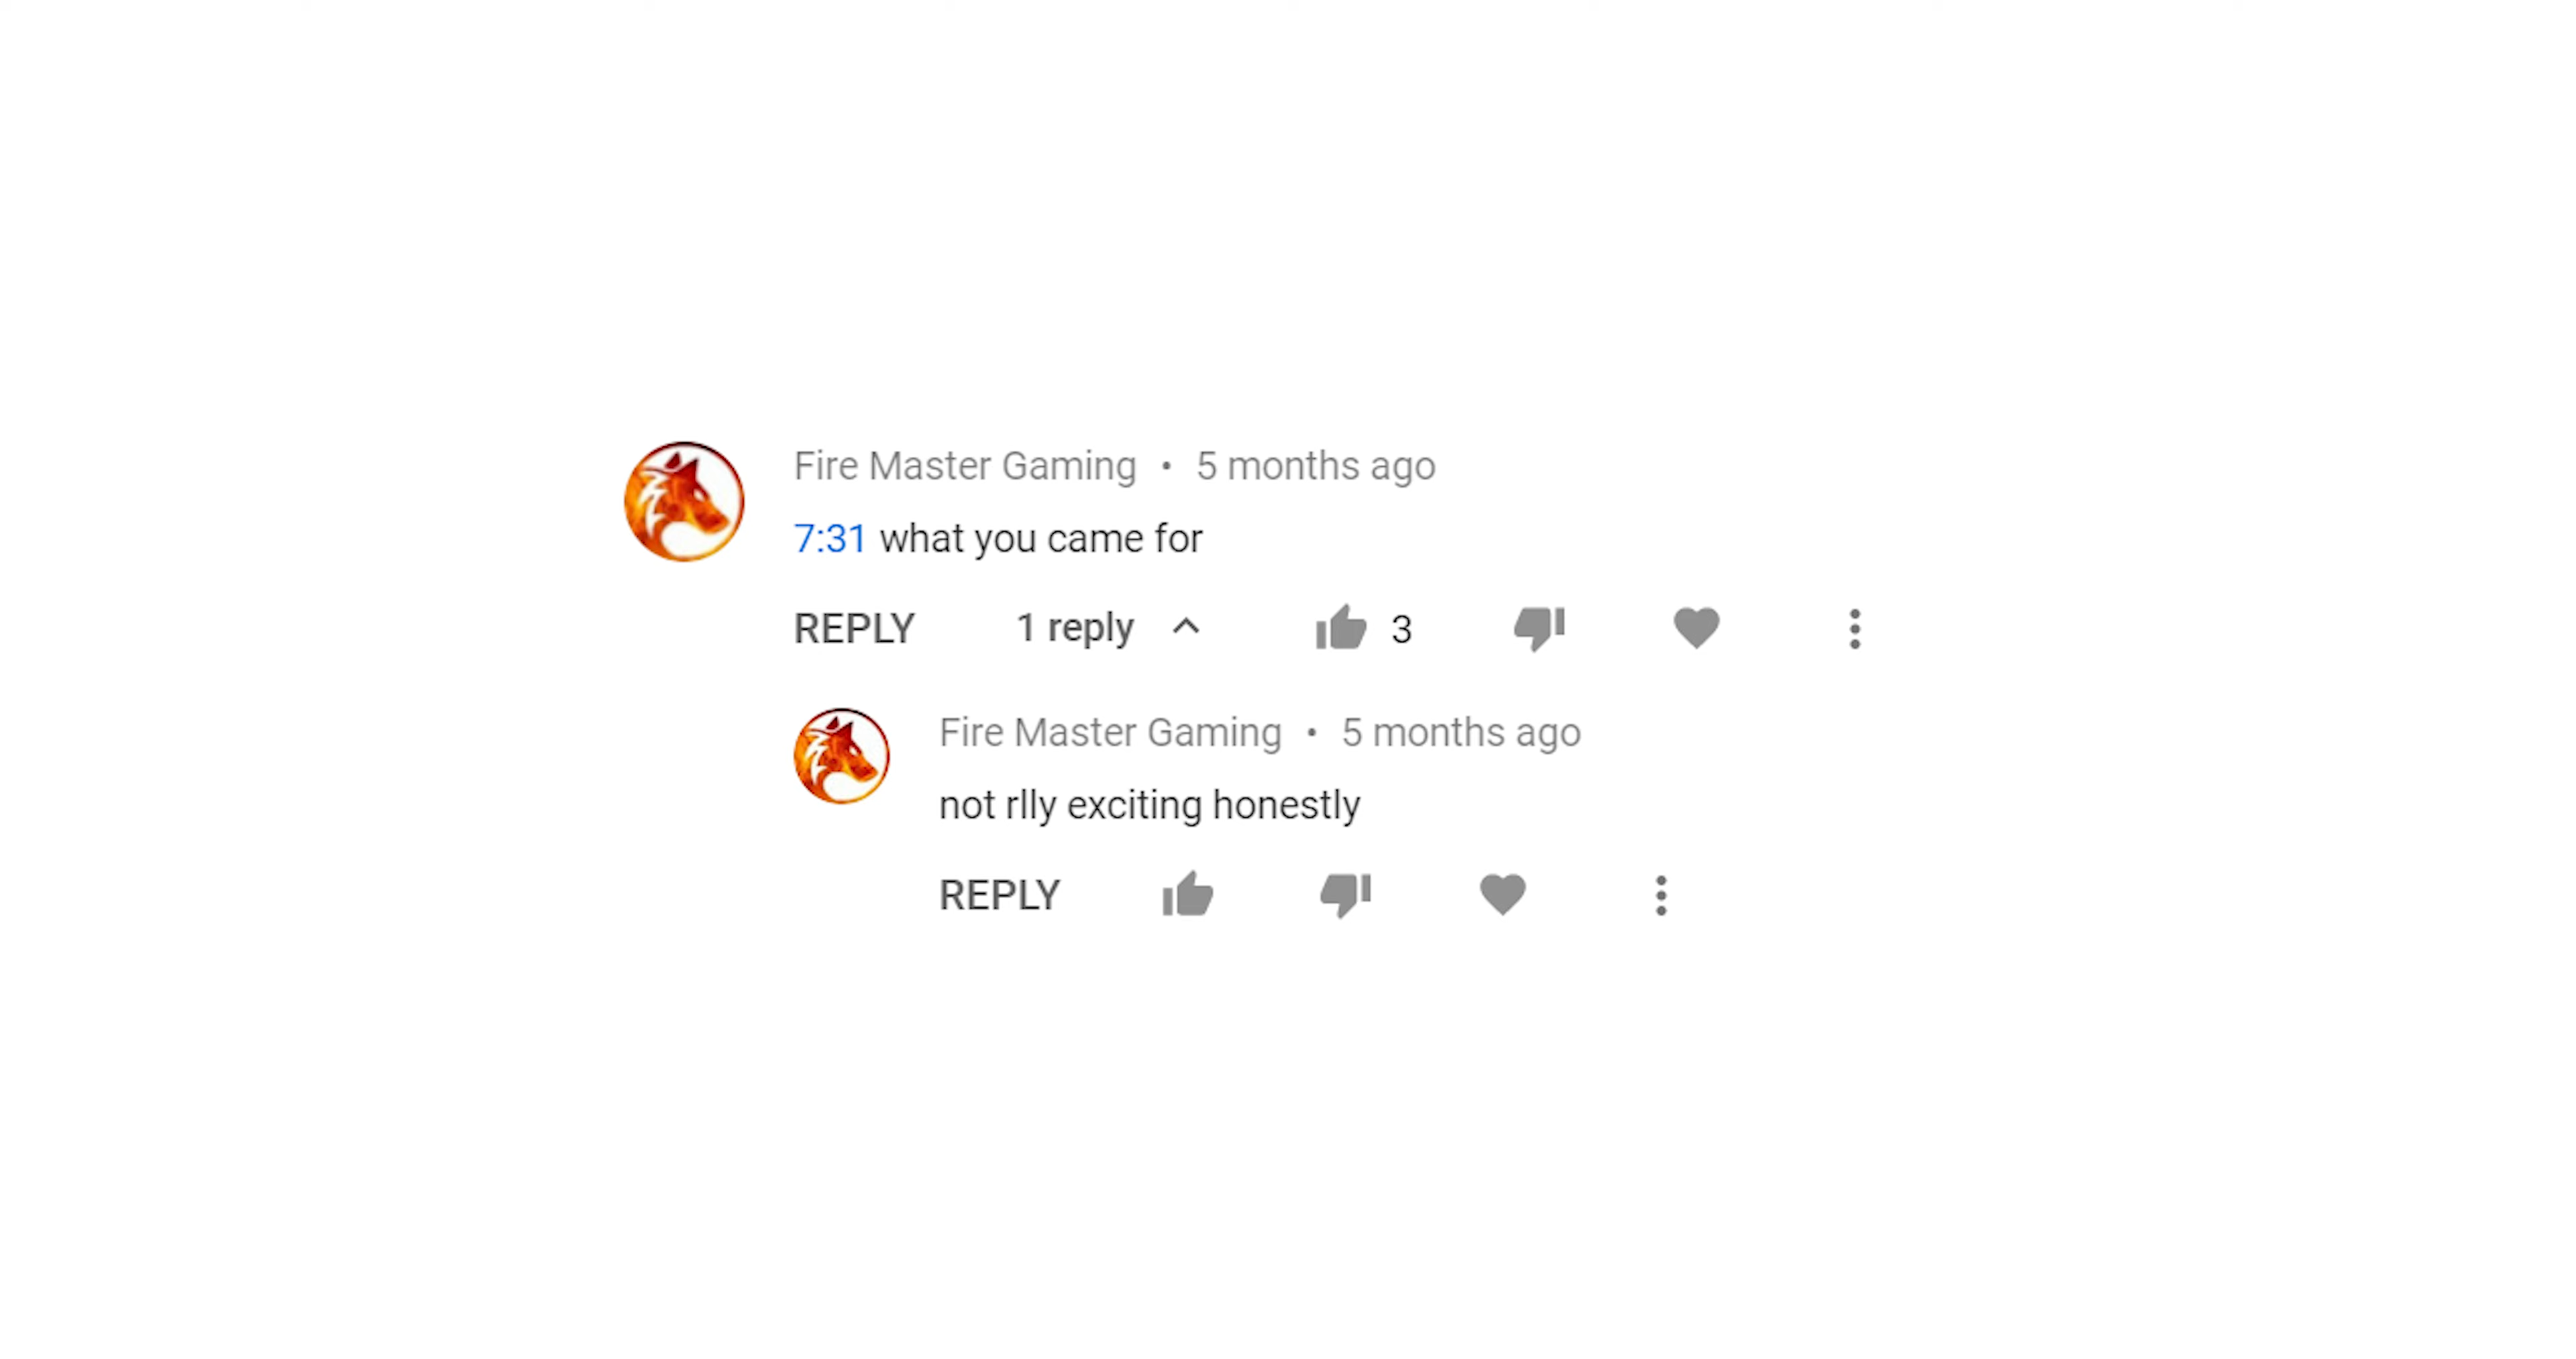 Fire Master Gaming • 5 months ago
7:31 what you came for
REPLY 1 reply 3
Fire Master Gaming • 5 months ago
not rlly exciting honestly
REPLY